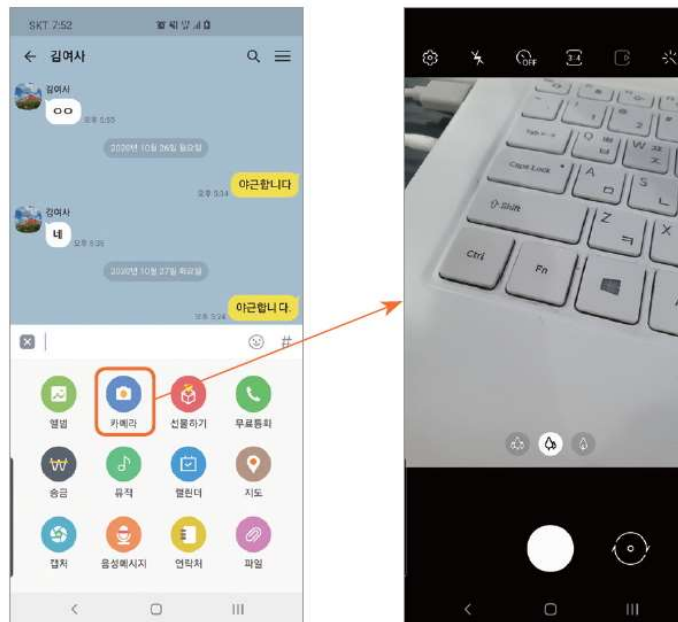 SKT 7:52
김여사
김여사
ㅇㅇ
오후 5:55
2020년 10월 26일 월요일
야근합니다
오후 5:34
김여사
네
오후 5:35
2020년 10월 27일 화요일
야근합니다.
오후 5:24
#
앨범
카메라
선물하기
무료통화
송금
뮤직
캘린더
지도
캡처
음성메시지
연락처
파일
OFF
3:4
Tab
Q ㅂ
W ㅈ
Caps Lock
A ㅁ
S ㄴ
Shift
Z ㅋ
X
Ctrl
Fn